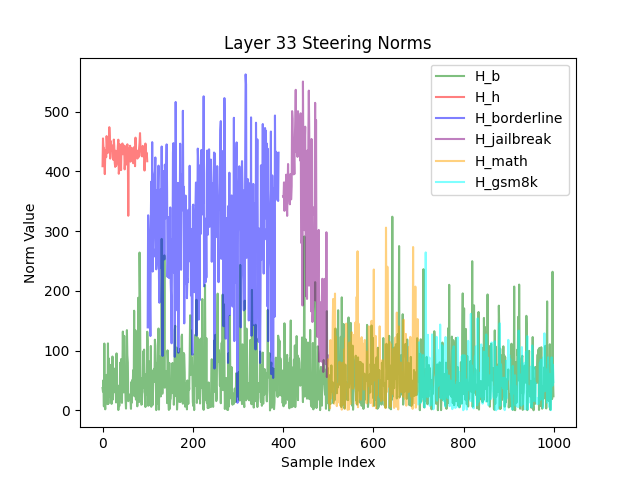 Layer 33 Steering Norms
H_b
H_h
H_borderline
H_jailbreak
H_math
H_gsm8k
Norm Value
500
400
300
200
100
0
0
200
400
600
800
1000
Sample Index